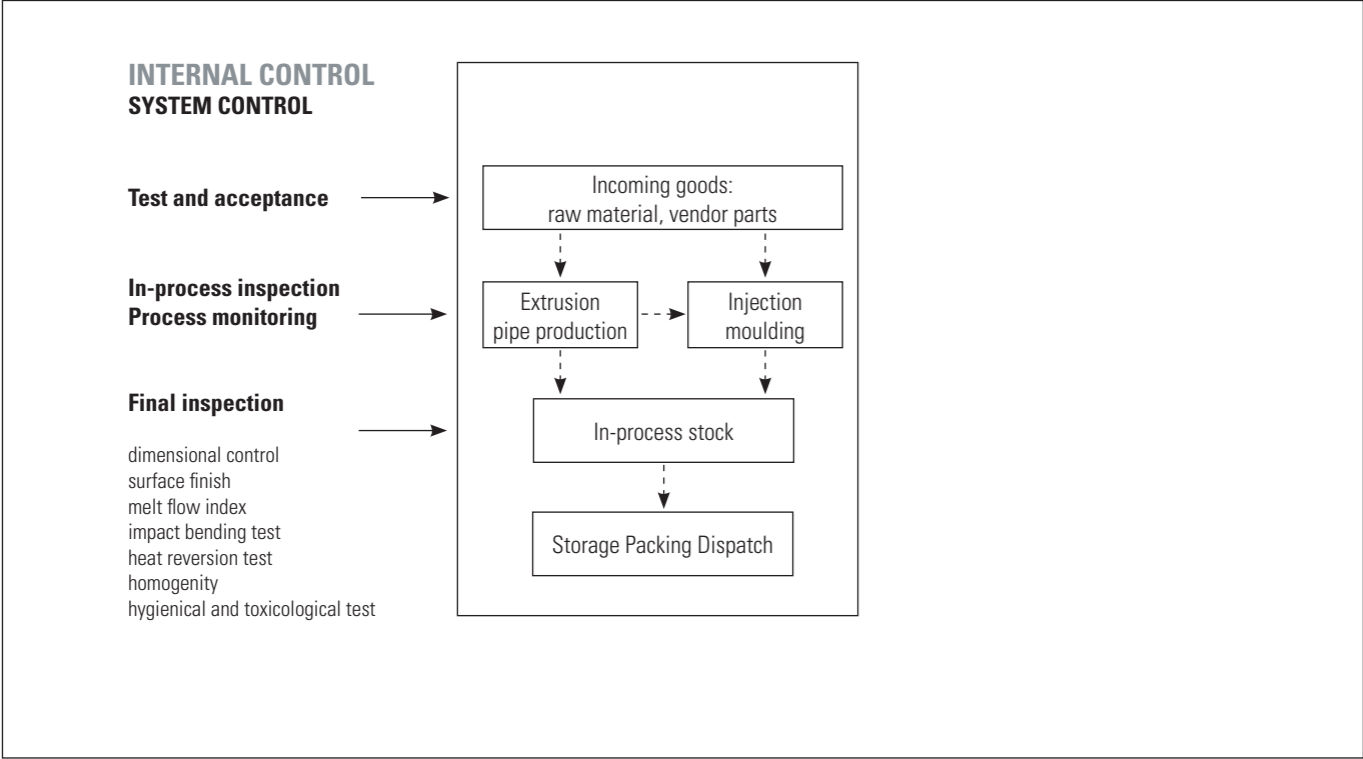 INTERNAL CONTROL
SYSTEM CONTROL
Test and acceptance
Incoming goods:
raw material, vendor parts
In-process inspection
Process monitoring
Extrusion
pipe production
Injection
moulding
Final inspection
dimensional control
surface finish
melt flow index
impact bending test
heat reversion test
homogenity
hygienical and toxicological test
In-process stock
Storage Packing Dispatch